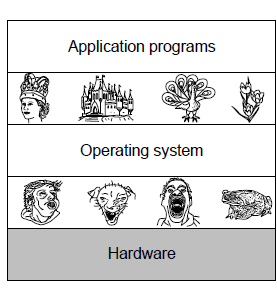 Application programs
Operating system
Hardware